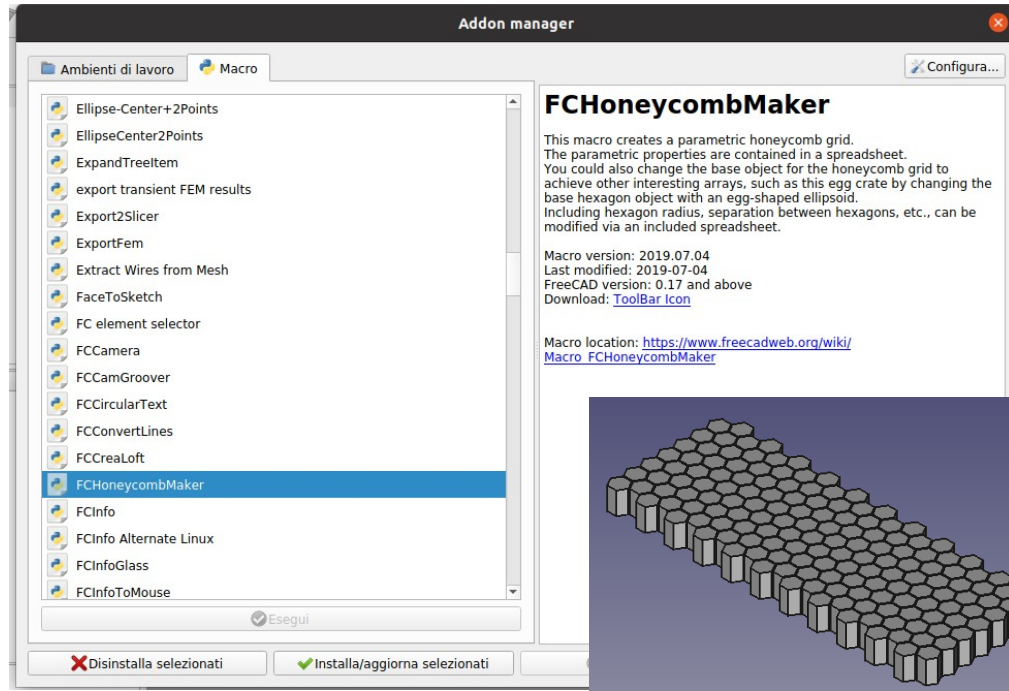 Addon manager
Ambienti di lavoro
Macro
Configura...
Ellipse-Center+2Points
EllipseCenter2Points
ExpandTreeItem
export transient FEM results
Export2Slicer
ExportFem
Extract Wires from Mesh
FaceToSketch
FC element selector
FCCamera
FCCamGroover
FCCircularText
FCConvertLines
FCCreaLoft
FCHoneycombMaker
FCInfo
FCInfo Alternate Linux
FCInfoGlass
FCInfoToMouse
Esegui
Disinstalla selezionati
Installa/aggiorna selezionati
FCHoneycombMaker
This macro creates a parametric honeycomb grid.
The parametric properties are contained in a spreadsheet.
You could also change the base object for the honeycomb grid to
achieve other interesting arrays, such as this egg crate by changing the
base hexagon object with an egg-shaped ellipsoid.
Including hexagon radius, separation between hexagons, etc., can be
modified via an included spreadsheet.
Macro version: 2019.07.04
Last modified: 2019-07-04
FreeCAD version: 0.17 and above
Download: ToolBar Icon
Macro location: https://www.freecadweb.org/wiki/
Macro_FCHoneycombMaker